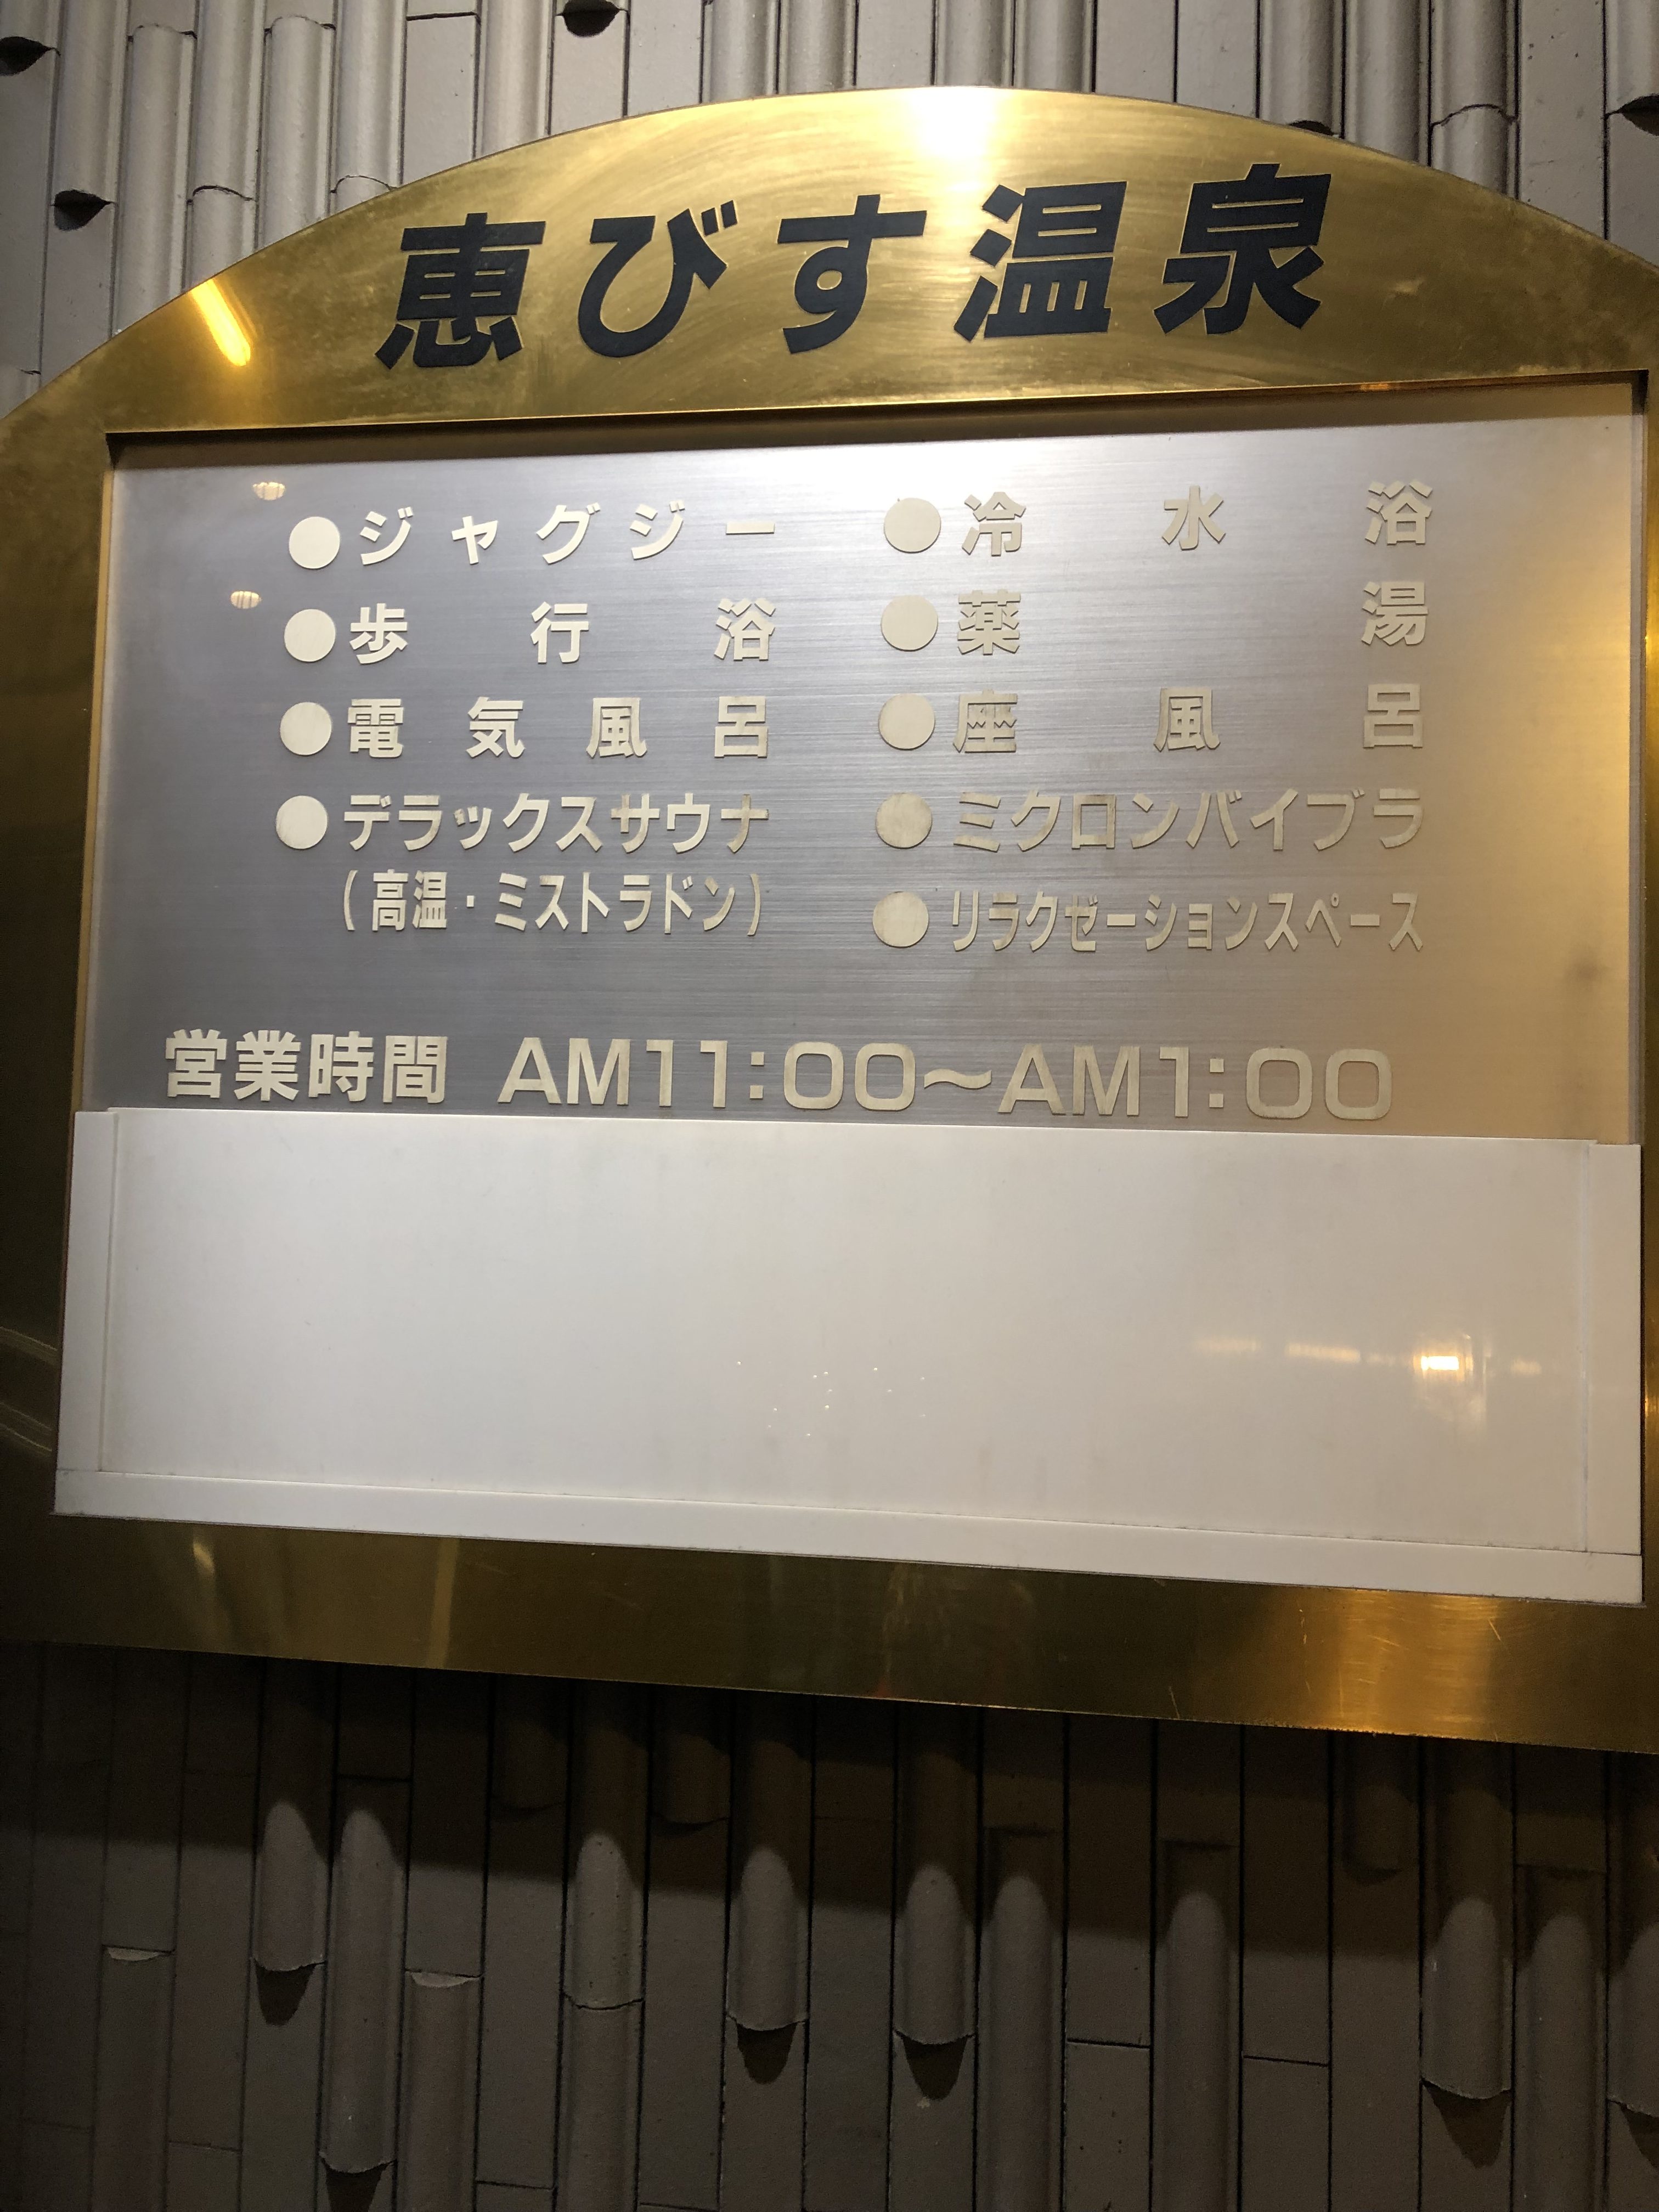 恵びす温泉
●ジャグジー
●歩行浴
●電気風呂
●デラックスサウナ
(高温・ミストラドン)
●冷水浴
●薬湯
●座風呂
●ミクロンバイブラ
●リラクゼーションスペース
営業時間 AM11:00〜AM1:00